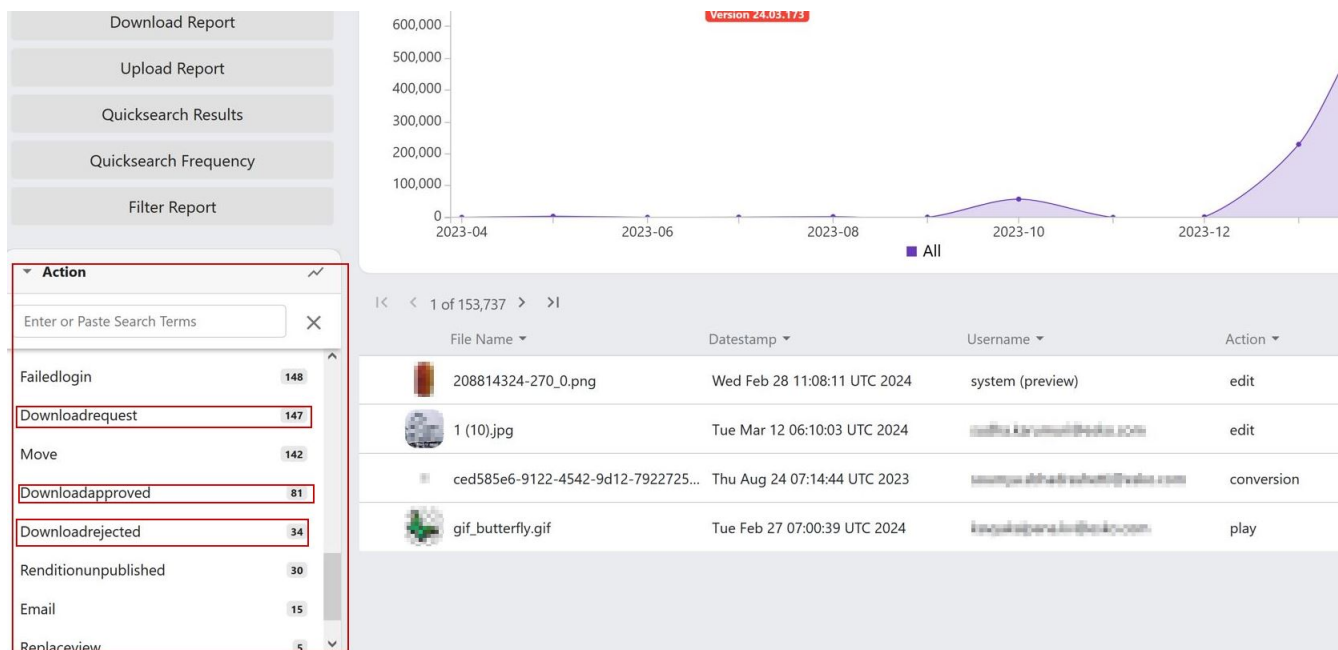 Download Report
Upload Report
Quicksearch Results
Quicksearch Frequency
Filter Report
Action
Enter or Paste Search Terms
Failedlogin 148
Downloadrequest 147
Move 142
Downloadapproved 81
Downloadrejected 34
Renditionunpublished 30
Email 15
Replaceview 5
Version 24.03.173
600,000
500,000
400,000
300,000
200,000
100,000
0
2023-04 2023-06 2023-08 2023-10 2023-12
All
1 of 153,737
File Name Datestamp Username Action
208814324-270_0.png Wed Feb 28 11:08:11 UTC 2024 system (preview) edit
1 (10).jpg Tue Mar 12 06:10:03 UTC 2024 edit
ced585e6-9122-4542-9d12-7922725... Thu Aug 24 07:14:44 UTC 2023 conversion
gif_butterfly.gif Tue Feb 27 07:00:39 UTC 2024 play